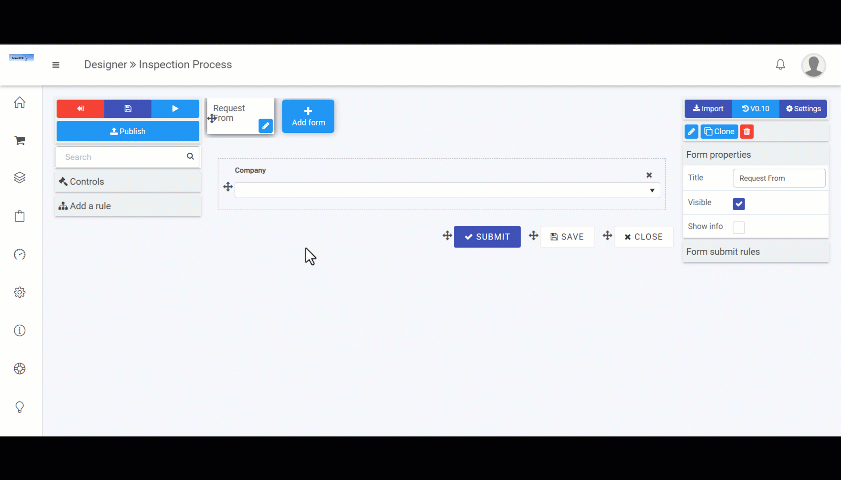 Designer » Inspection Process
Publish
Search
Controls
Add a rule
Request
From
Add form
Company
SUBMIT
SAVE
CLOSE
Import
V0.10
Settings
Clone
Form properties
Title
Request From
Visible
Show info
Form submit rules